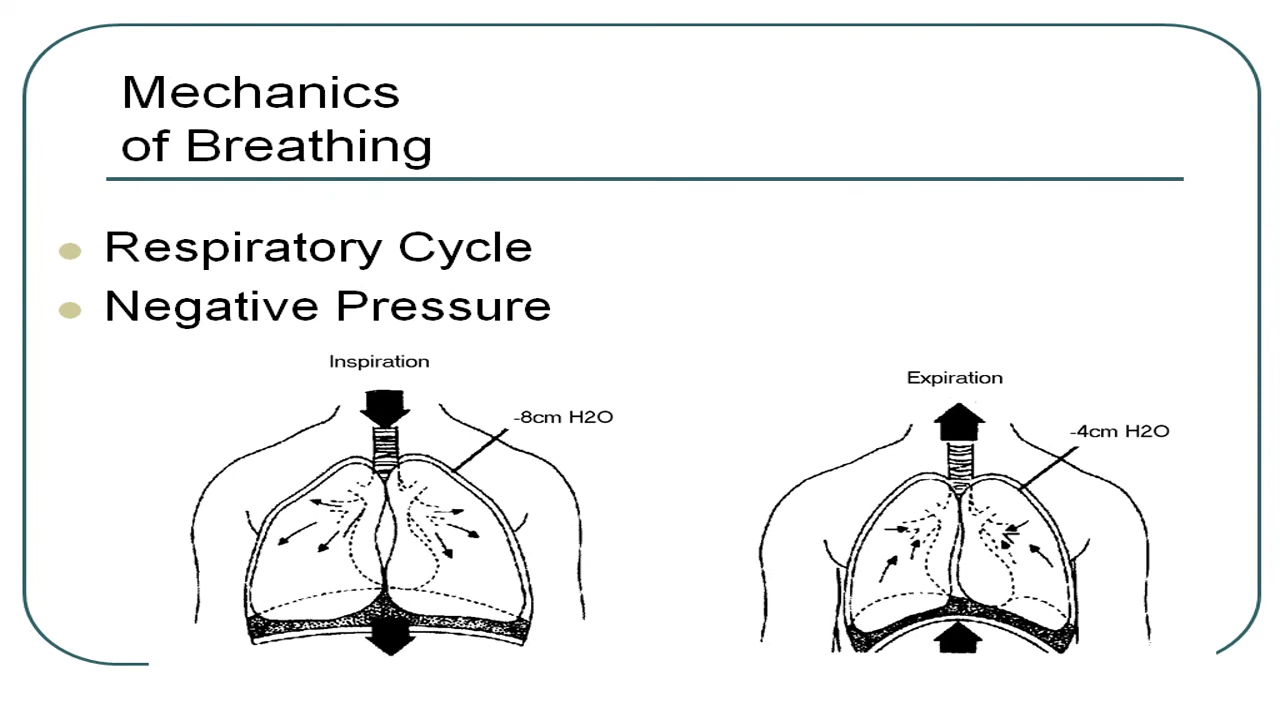 Mechanics
of Breathing
Respiratory Cycle
Negative Pressure
Inspiration
-8cm H2O
Expiration
-4cm H2O